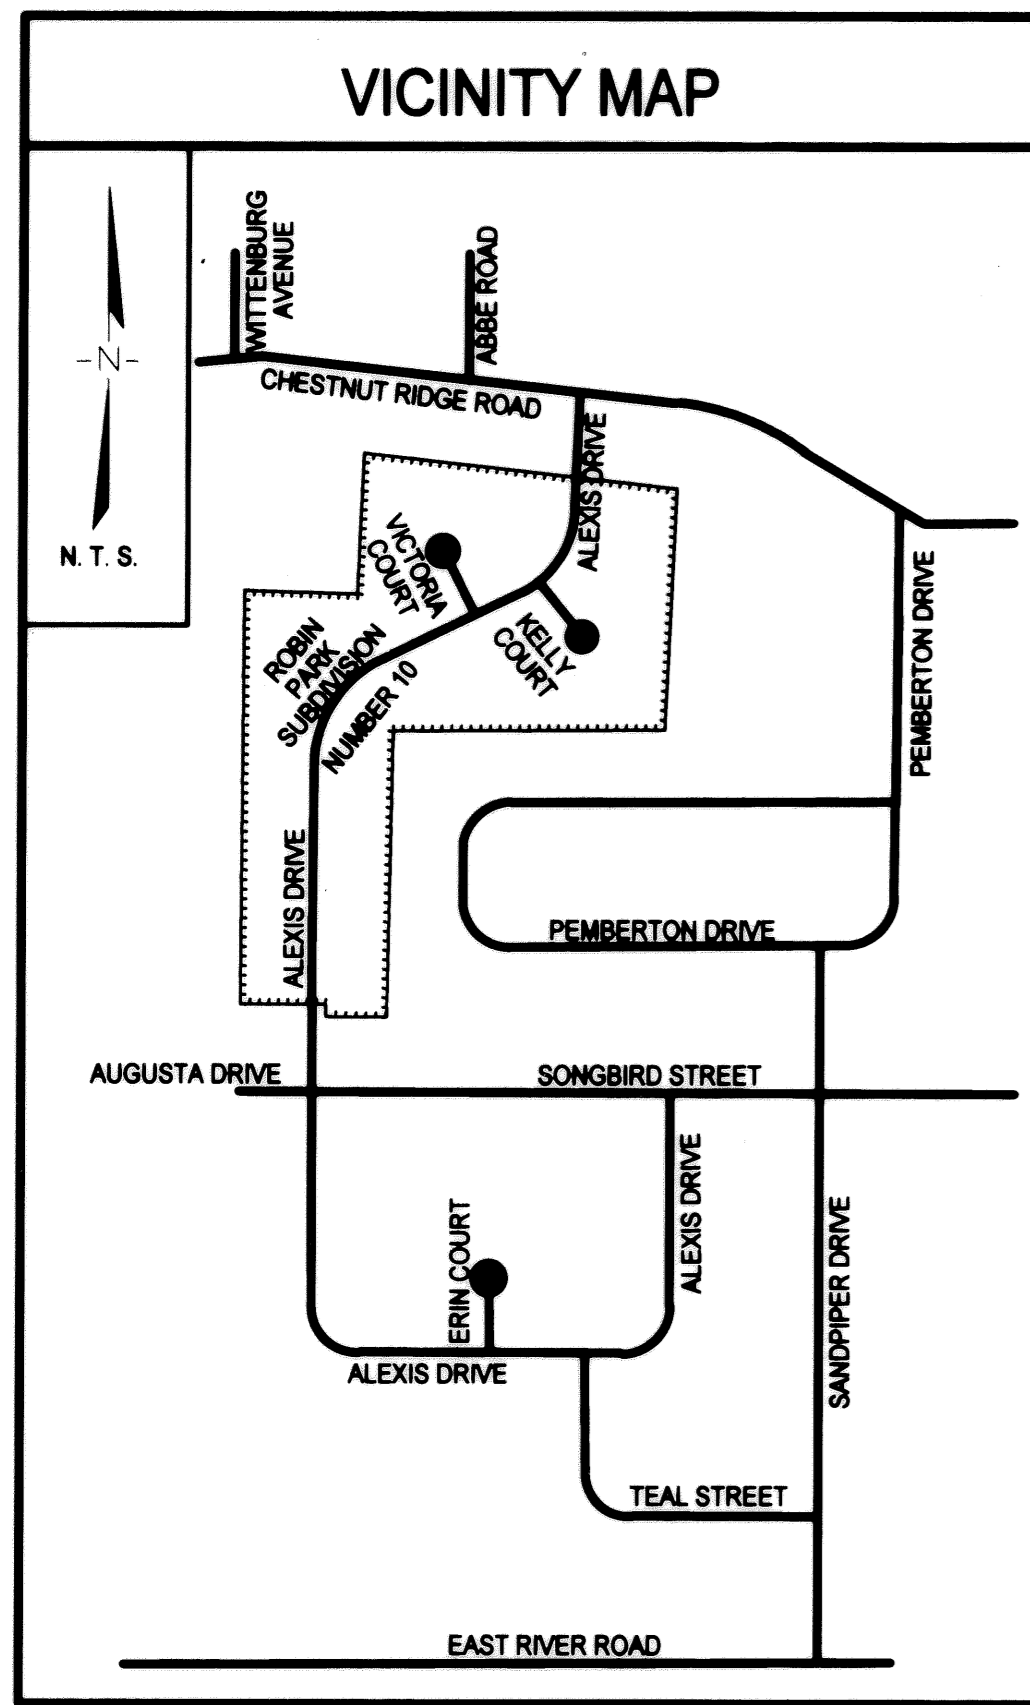 VICINITY MAP
WITTENBURG
AVENUE
ABBE ROAD
N
N. T. S.
CHESTNUT RIDGE ROAD
ALEXIS DRIVE
VICTORIA
COURT
KELLY
COURT
PEMBERTON DRIVE
ROBIN
PARK
SUBDIVISION
NUMBER 10
ALEXIS DRIVE
PEMBERTON DRIVE
AUGUSTA DRIVE
SONGBIRD STREET
ALEXIS DRIVE
ERIN COURT
SANDPIPER DRIVE
ALEXIS DRIVE
TEAL STREET
EAST RIVER ROAD